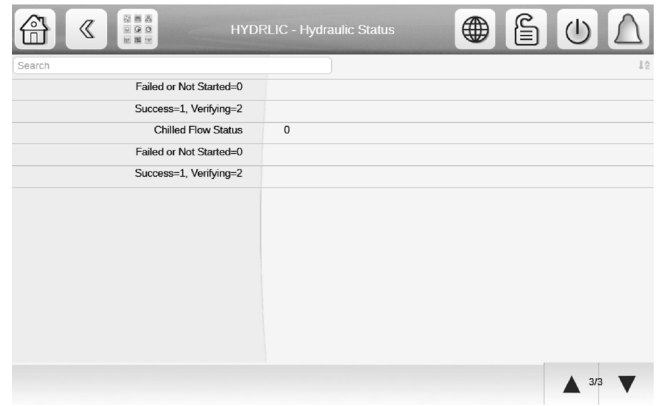 HYDRLIC - Hydraulic Status
Search
Failed or Not Started=0
Success=1, Verifying=2
Chilled Flow Status 0
Failed or Not Started=0
Success=1, Verifying=2
3/3